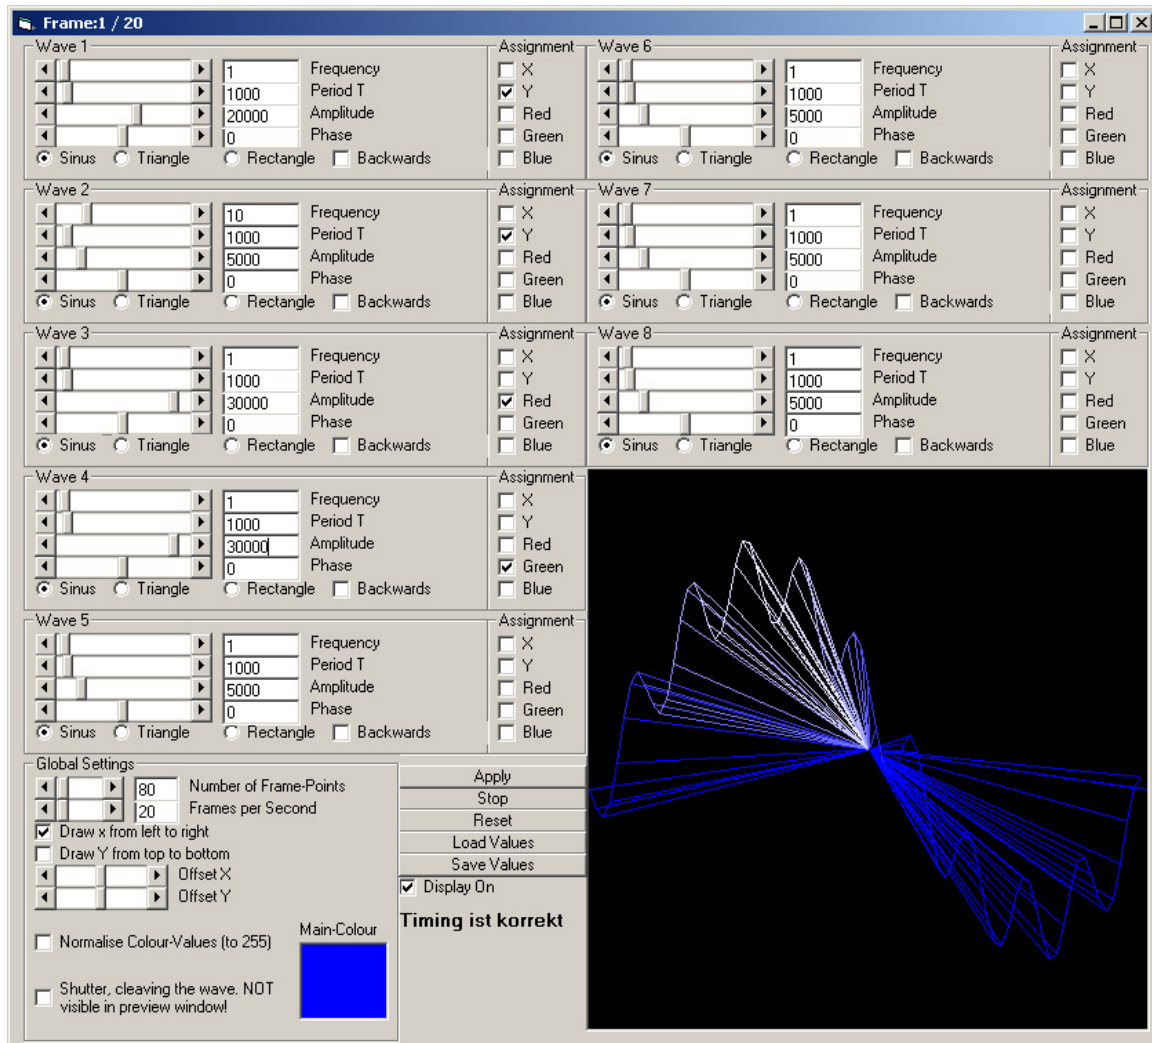 Frame:1 / 20
Wave 1 Assignment
1 Frequency X
1000 Period T Y
20000 Amplitude Red
0 Phase Green
Sinus Triangle Rectangle Backwards Blue
Wave 6 Assignment
1 Frequency X
1000 Period T Y
5000 Amplitude Red
0 Phase Green
Sinus Triangle Rectangle Backwards Blue
Wave 2 Assignment
10 Frequency X
1000 Period T Y
5000 Amplitude Red
0 Phase Green
Sinus Triangle Rectangle Backwards Blue
Wave 7 Assignment
1 Frequency X
1000 Period T Y
5000 Amplitude Red
0 Phase Green
Sinus Triangle Rectangle Backwards Blue
Wave 3 Assignment
1 Frequency X
1000 Period T Y
30000 Amplitude Red
0 Phase Green
Sinus Triangle Rectangle Backwards Blue
Wave 8 Assignment
1 Frequency X
1000 Period T Y
5000 Amplitude Red
0 Phase Green
Sinus Triangle Rectangle Backwards Blue
Wave 4 Assignment
1 Frequency X
1000 Period T Y
30000 Amplitude Red
0 Phase Green
Sinus Triangle Rectangle Backwards Blue
Wave 5 Assignment
1 Frequency X
1000 Period T Y
5000 Amplitude Red
0 Phase Green
Sinus Triangle Rectangle Backwards Blue
Global Settings
80 Number of Frame-Points
20 Frames per Second
Draw x from left to right
Draw Y from top to bottom
Offset X
Offset Y
Normalise Colour-Values (to 255)
Main-Colour
Shutter, cleaving the wave. NOT
visible in preview window!
Apply
Stop
Reset
Load Values
Save Values
Display On
Timing ist korrekt